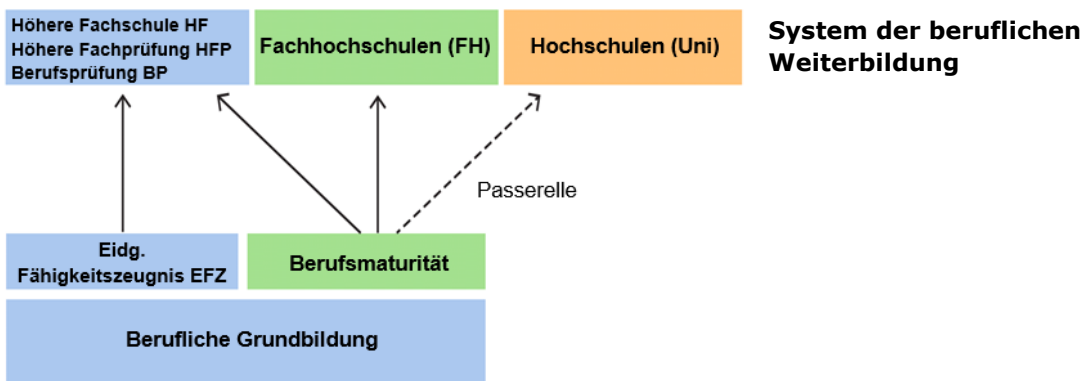 Höhere Fachschule HF
Höhere Fachprüfung HFP
Berufsprüfung BP
Fachhochschulen (FH)
Hochschulen (Uni)
System der beruflichen
Weiterbildung
Passerelle
Eidg.
Fähigkeitszeugnis EFZ
Berufsmaturität
Berufliche Grundbildung